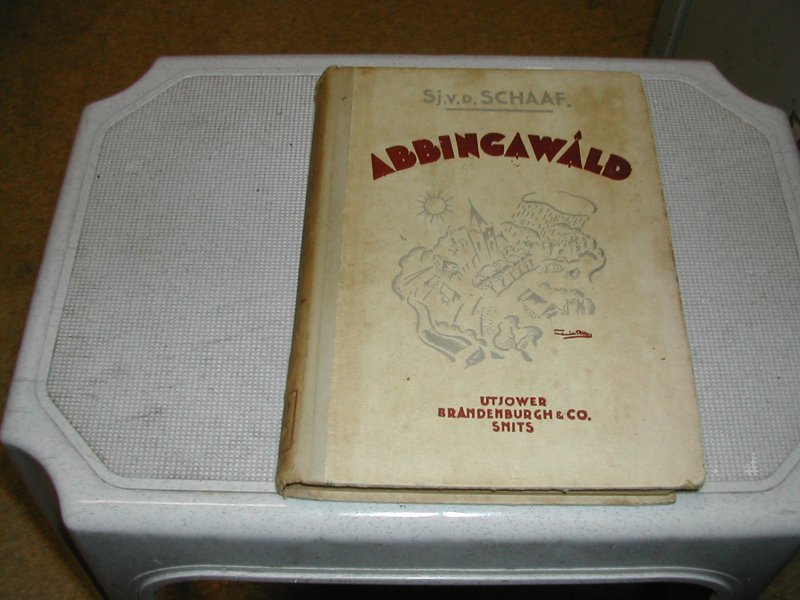 Sj.v.D. SCHAAF.
ABBINGAWÂLD
UTJOWER
BRANDENBURGH & CO.
SNITS